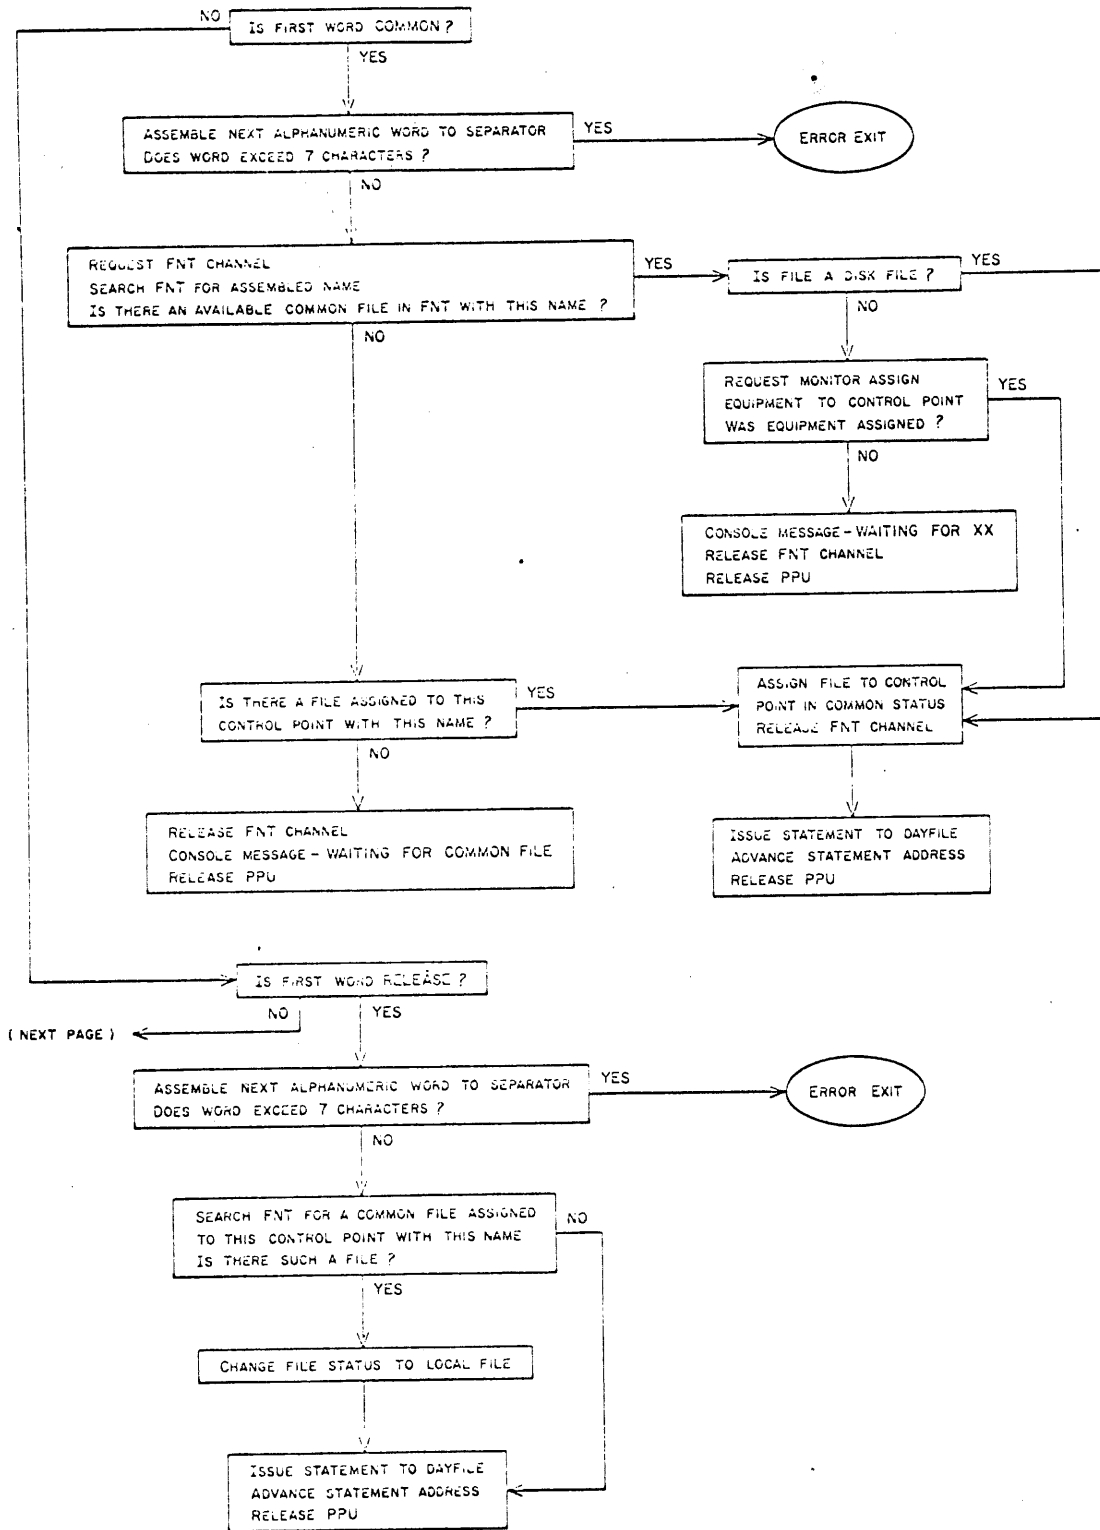 NO
IS FIRST WORD COMMON ?
YES
ASSEMBLE NEXT ALPHANUMERIC WORD TO SEPARATOR
DOES WORD EXCEED 7 CHARACTERS ?
YES
ERROR EXIT
NO
REQUEST FNT CHANNEL
SEARCH FNT FOR ASSEMBLED NAME
IS THERE AN AVAILABLE COMMON FILE IN FNT WITH THIS NAME ?
YES
IS FILE A DISK FILE ?
YES
NO
NO
REQUEST MONITOR ASSIGN
EQUIPMENT TO CONTROL POINT
WAS EQUIPMENT ASSIGNED ?
YES
NO
CONSOLE MESSAGE - WAITING FOR XX
RELEASE FNT CHANNEL
RELEASE PPU
IS THERE A FILE ASSIGNED TO THIS
CONTROL POINT WITH THIS NAME ?
YES
ASSIGN FILE TO CONTROL
POINT IN COMMON STATUS
RELEASE FNT CHANNEL
NO
RELEASE FNT CHANNEL
CONSOLE MESSAGE - WAITING FOR COMMON FILE
RELEASE PPU
ISSUE STATEMENT TO DAYFILE
ADVANCE STATEMENT ADDRESS
RELEASE PPU
IS FIRST WORD RELEASE ?
NO
YES
( NEXT PAGE )
ASSEMBLE NEXT ALPHANUMERIC WORD TO SEPARATOR
DOES WORD EXCEED 7 CHARACTERS ?
YES
ERROR EXIT
NO
SEARCH FNT FOR A COMMON FILE ASSIGNED
TO THIS CONTROL POINT WITH THIS NAME
IS THERE SUCH A FILE ?
NO
YES
CHANGE FILE STATUS TO LOCAL FILE
ISSUE STATEMENT TO DAYFILE
ADVANCE STATEMENT ADDRESS
RELEASE PPU